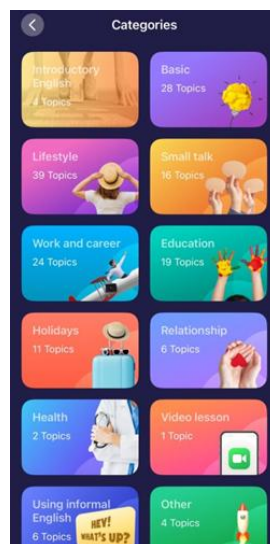 Categories
Introductory
English
4 Topics
Basic
28 Topics
Lifestyle
39 Topics
Small talk
16 Topics
Work and career
24 Topics
Education
19 Topics
Holidays
11 Topics
Relationship
6 Topics
Health
2 Topics
Video lesson
1 Topic
Using informal
English
6 Topics
HEY!
WHAT'S UP?
Other
4 Topics